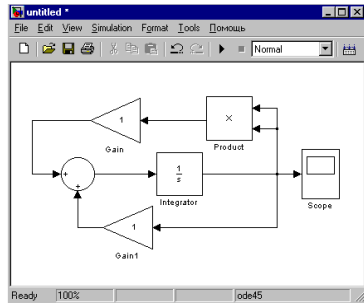 untitled *
File Edit View Simulation Format Tools Помощь
Normal
1
Gain
×
Product
+
+
1
s
Integrator
Scope
1
Gain1
Ready 100% ode45